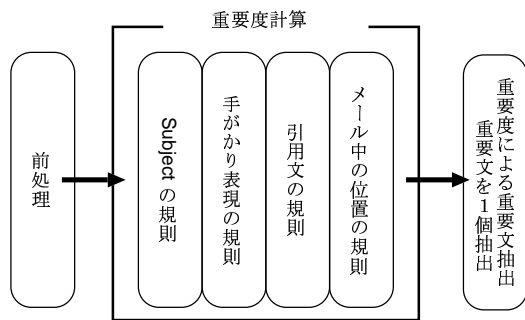 重要度計算
前処理
Subject の規則
手がかり表現の規則
引用文の規則
メール中の位置の規則
重要度による重要文抽出
重要文を1個抽出